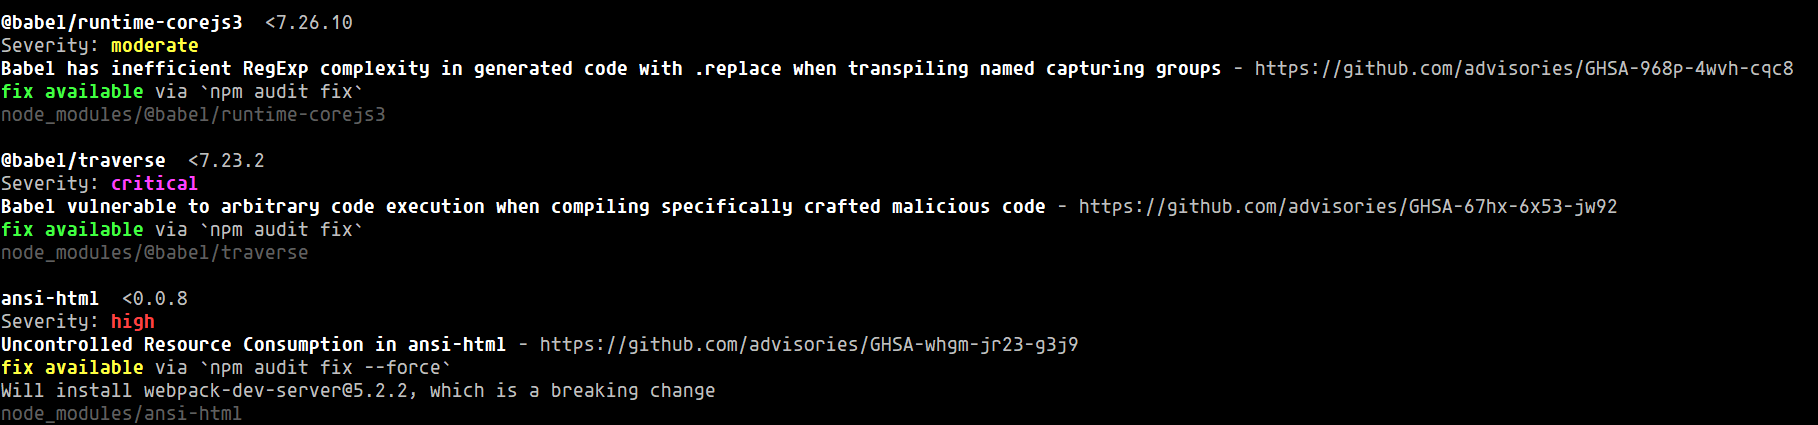 @babel/runtime-corejs3  <7.26.10
Severity: moderate
Babel has inefficient RegExp complexity in generated code with .replace when transpiling named capturing groups - https://github.com/advisories/GHSA-968p-4wvh-cqc8
fix available via `npm audit fix`
node_modules/@babel/runtime-corejs3
@babel/traverse  <7.23.2
Severity: critical
Babel vulnerable to arbitrary code execution when compiling specifically crafted malicious code - https://github.com/advisories/GHSA-67hx-6x53-jw92
fix available via `npm audit fix`
node_modules/@babel/traverse
ansi-html  <0.0.8
Severity: high
Uncontrolled Resource Consumption in ansi-html - https://github.com/advisories/GHSA-whgm-jr23-g3j9
fix available via `npm audit fix --force`
Will install webpack-dev-server@5.2.2, which is a breaking change
node_modules/ansi-html